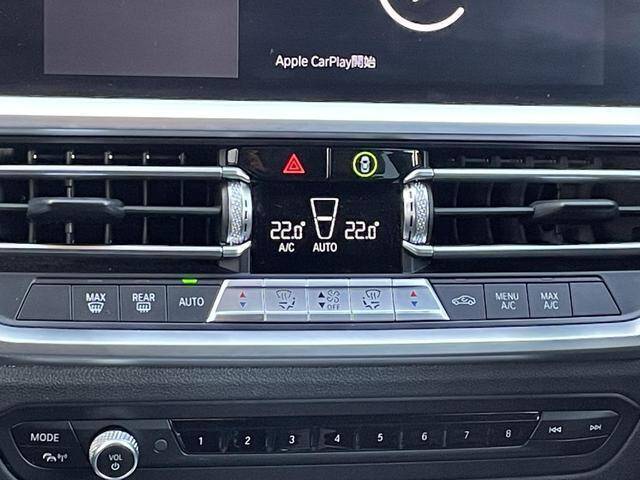 Apple CarPlay開始
22.0° 22.0°
A/C AUTO
MAX REAR AUTO OFF MENU A/C MAX A/C
MODE
VOL
1 2 3 4 5 6 7 8